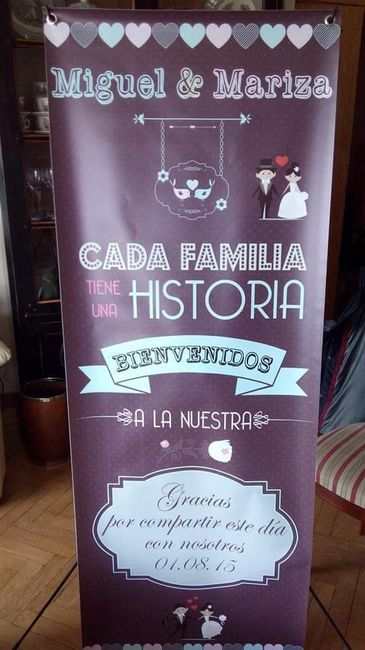 Miguel & Mariza
CADA FAMILIA
TIENE UNA HISTORIA
BIENVENIDOS
A LA NUESTRA
Gracias
por compartir este día
con nosotros
01.08.15